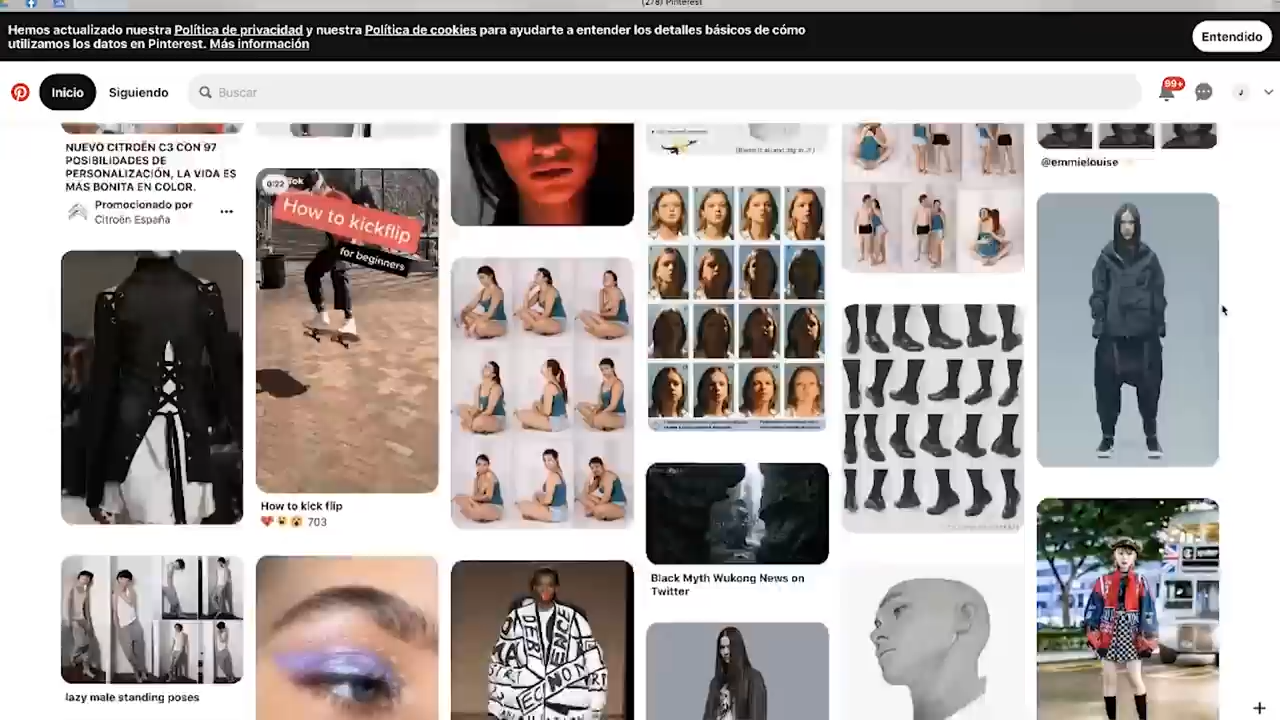 (278) Pinterest
Hemos actualizado nuestra Política de privacidad y nuestra Política de cookies para ayudarte a entender los detalles básicos de cómo
utilizamos los datos en Pinterest. Más información
Entendido
Inicio
Siguiendo
Buscar
99+
J
NUEVO CITROËN C3 CON 97
POSIBILIDADES DE
PERSONALIZACIÓN, LA VIDA ES
MÁS BONITA EN COLOR.
Promocionado por
Citroën España
0:22
Tok
How to kickflip
for beginners
How to kick flip
703
@emmielouise
Black Myth Wukong News on
Twitter
lazy male standing poses